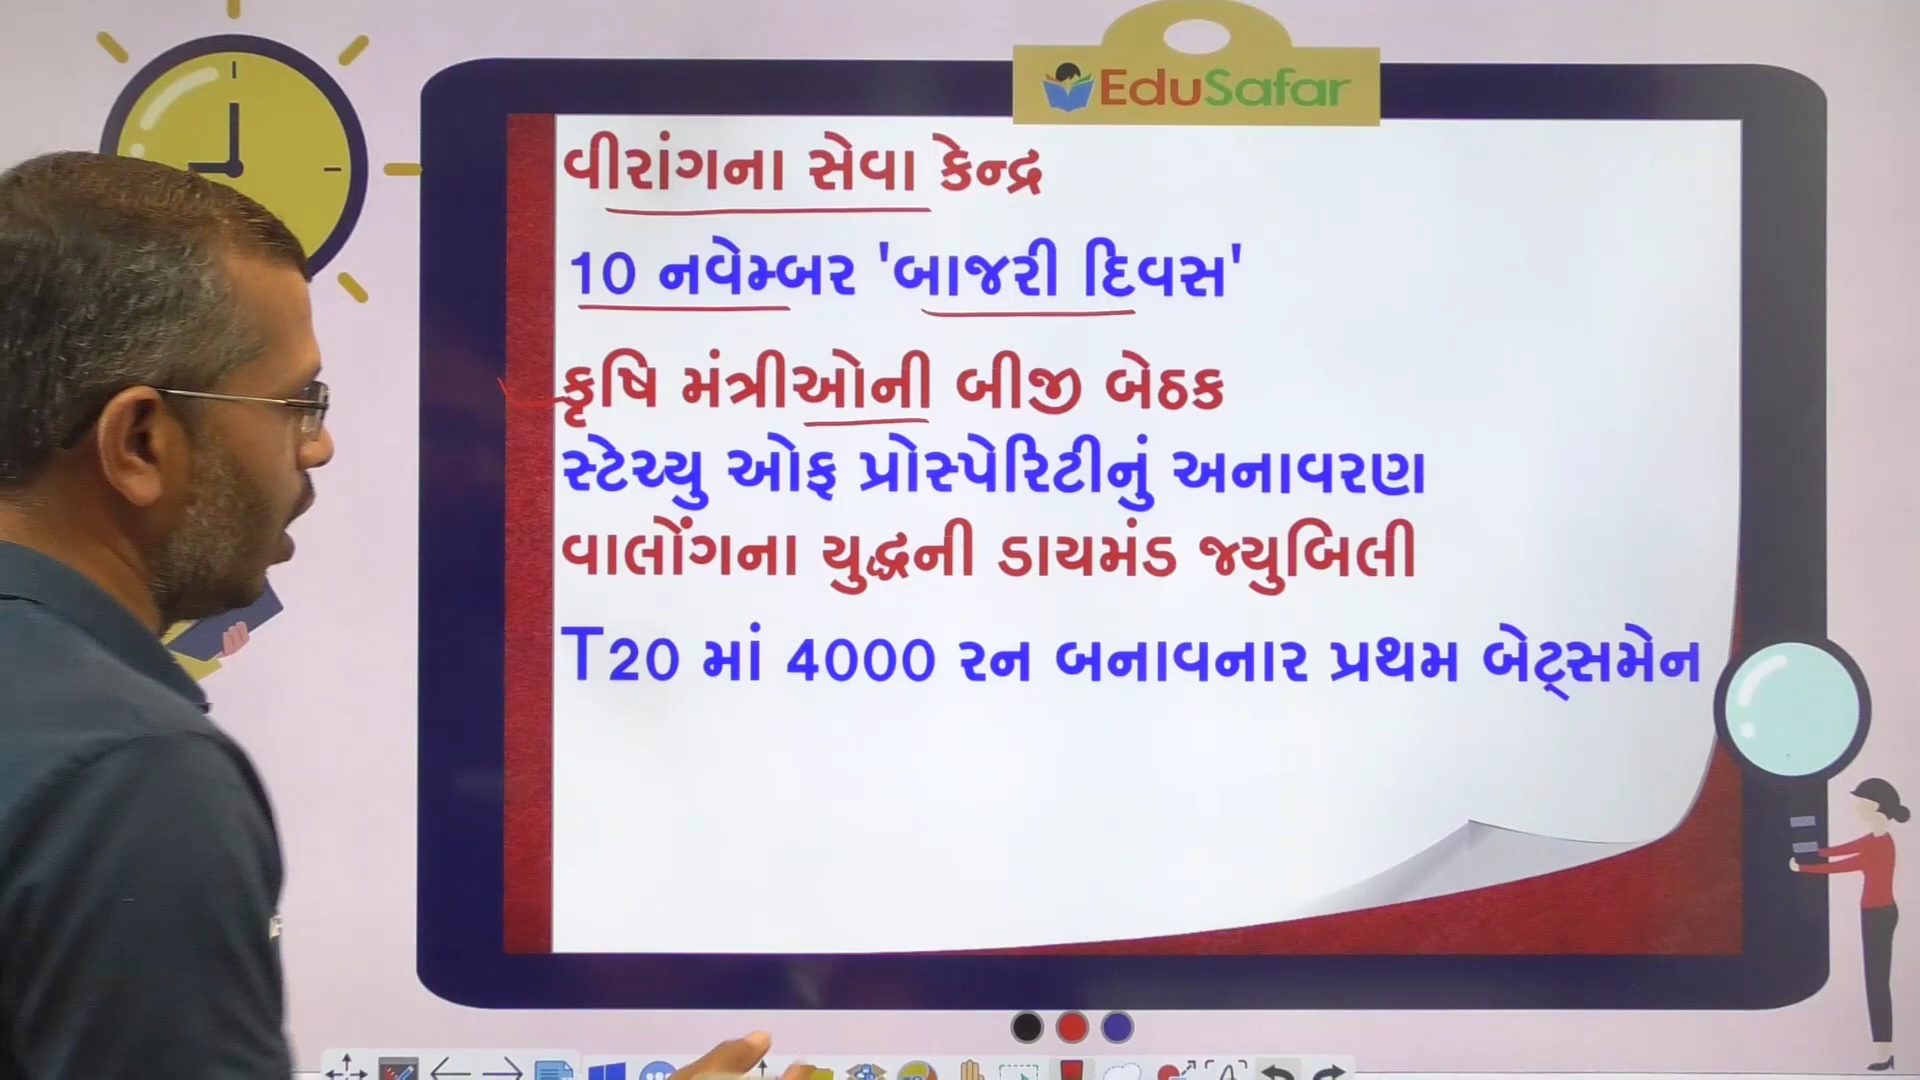 EduSafar
વીરાંગના સેવા કેન્દ્ર
10 નવેમ્બર 'બાજરી દિવસ'
કૃષિ મંત્રીઓની બીજી બેઠક
સ્ટેચ્યુ ઓફ પ્રોસ્પેરિટીનું અનાવરણ
વાલોંગના યુદ્ધની ડાયમંડ જ્યુબિલી
T20 માં 4000 રન બનાવનાર પ્રથમ બેટ્સમેન